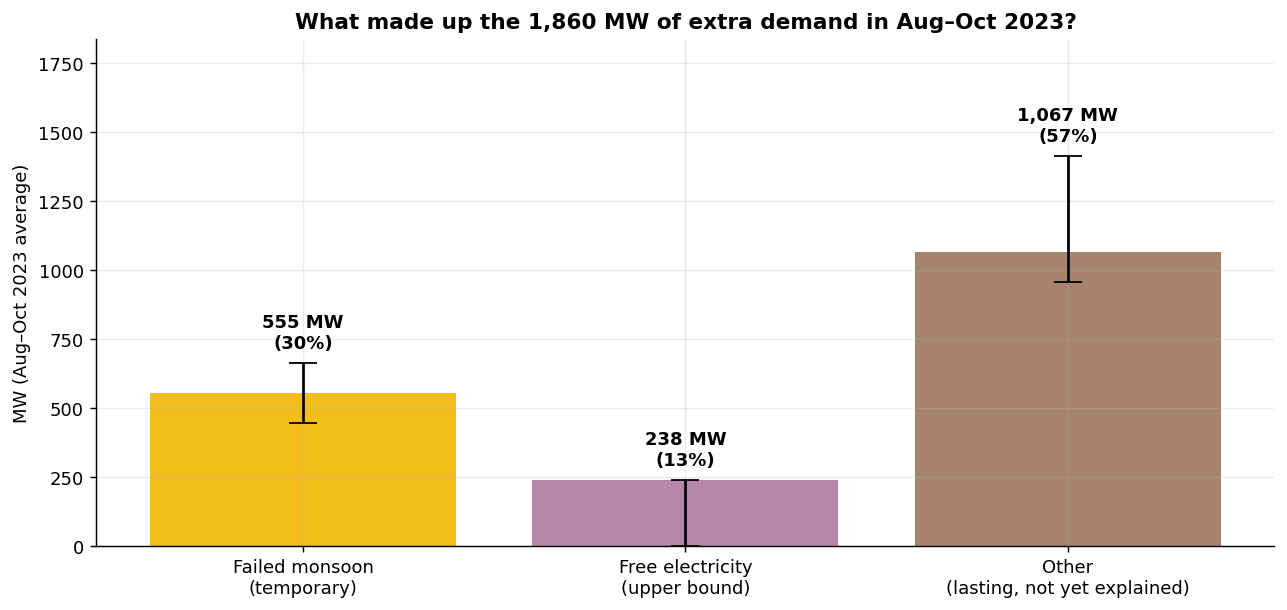 What made up the 1,860 MW of extra demand in Aug–Oct 2023?
MW (Aug–Oct 2023 average)
1750
1500
1250
1000
750
500
250
0
555 MW
(30%)
238 MW
(13%)
1,067 MW
(57%)
Failed monsoon
(temporary)
Free electricity
(upper bound)
Other
(lasting, not yet explained)